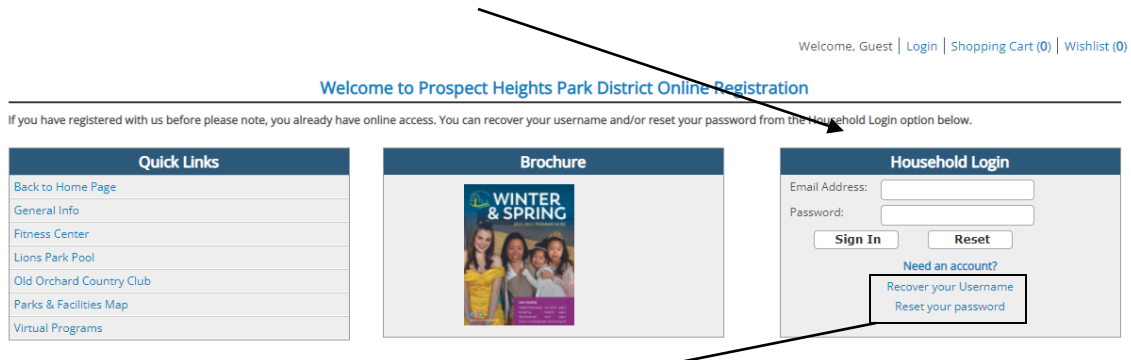 Welcome, Guest | Login | Shopping Cart (0) | Wishlist (0)
Welcome to Prospect Heights Park District Online Registration
If you have registered with us before please note, you already have online access. You can recover your username and/or reset your password from the Household Login option below.
Quick Links
Back to Home Page
General Info
Fitness Center
Lions Park Pool
Old Orchard Country Club
Parks & Facilities Map
Virtual Programs
Brochure
WINTER
& SPRING
Household Login
Email Address:
Password:
Sign In Reset
Need an account?
Recover your Username
Reset your password